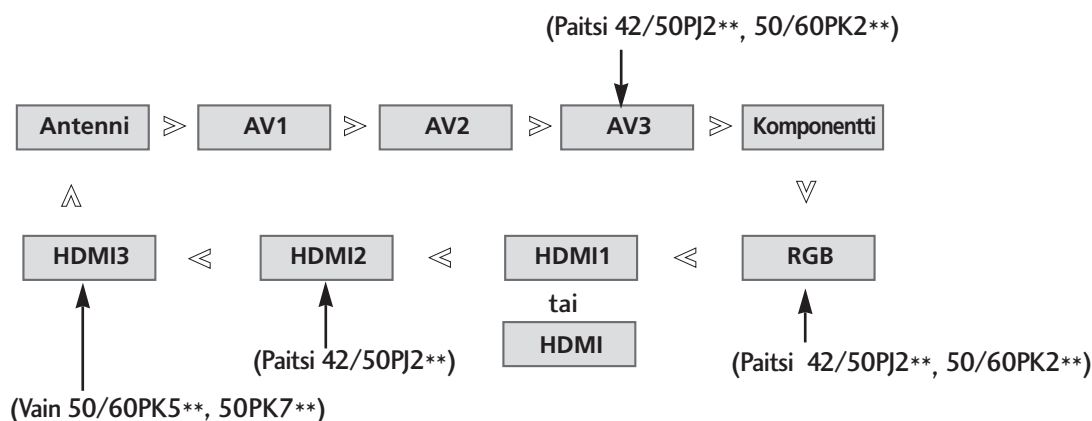 (Paitsi 42/50PJ2**, 50/60PK2**)
Antenni
AV1
AV2
AV3
Komponentti
HDMI3
HDMI2
HDMI1
RGB
tai
HDMI
(Paitsi 42/50PJ2**)
(Paitsi 42/50PJ2**, 50/60PK2**)
(Vain 50/60PK5**, 50PK7**)